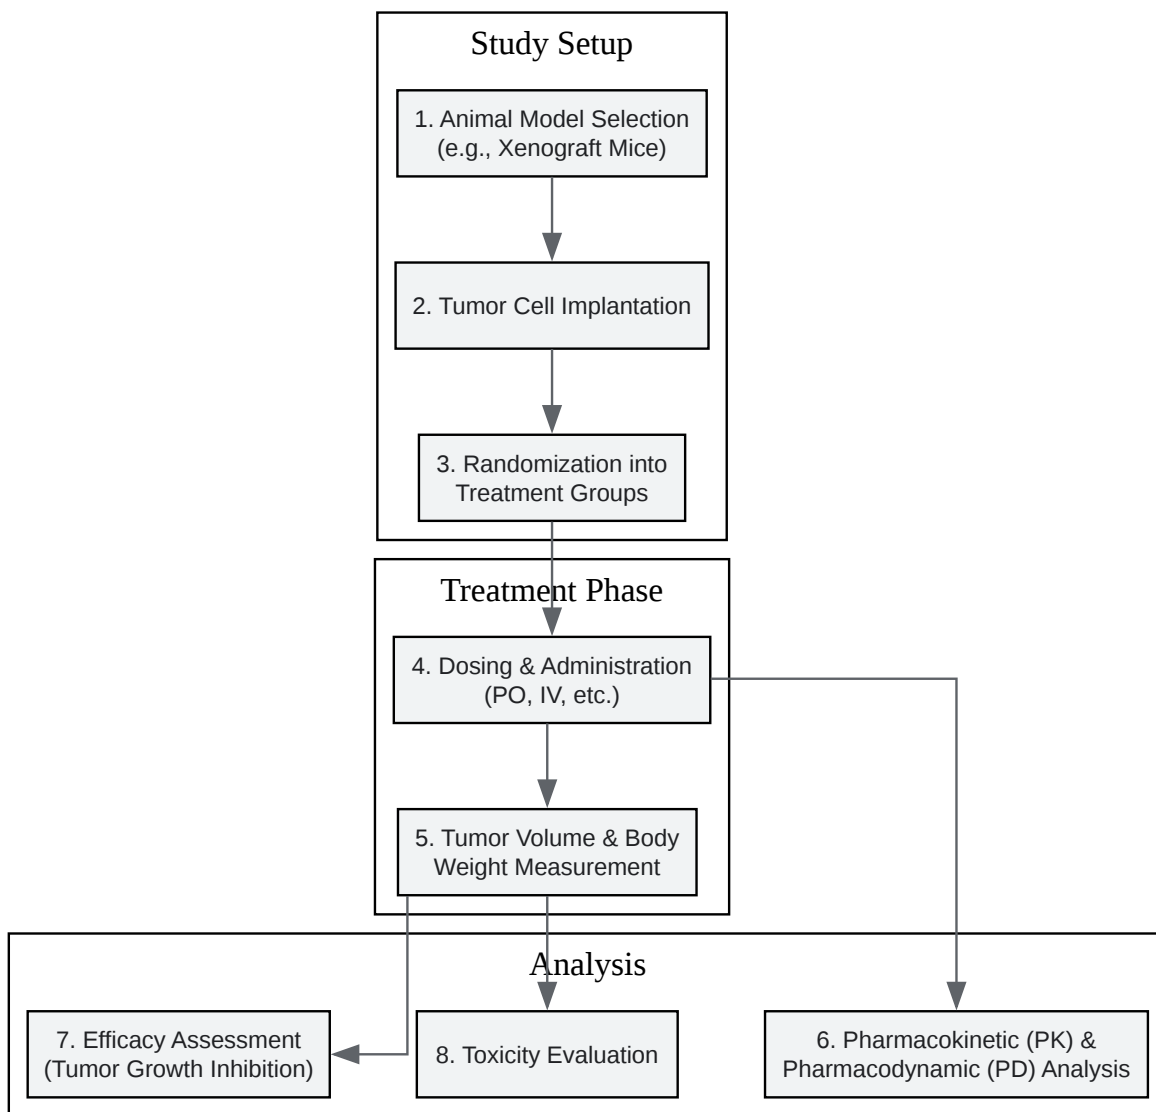 Study Setup
1. Animal Model Selection
(e.g., Xenograft Mice)
2. Tumor Cell Implantation
3. Randomization into
Treatment Groups
Treatment Phase
4. Dosing & Administration
(PO, IV, etc.)
5. Tumor Volume & Body
Weight Measurement
Analysis
7. Efficacy Assessment
(Tumor Growth Inhibition)
8. Toxicity Evaluation
6. Pharmacokinetic (PK) &
Pharmacodynamic (PD) Analysis